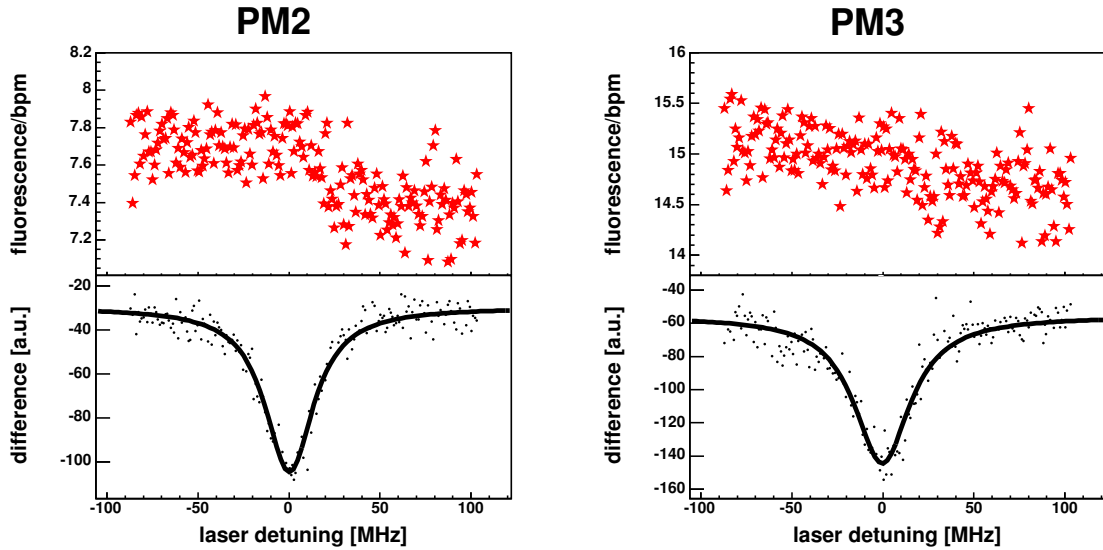 PM2
fluorescence/bpm
8.2
8
7.8
7.6
7.4
7.2
difference [a.u.]
-20
-40
-60
-80
-100
-100 -50 0 50 100
laser detuning [MHz]
PM3
fluorescence/bpm
16
15.5
15
14.5
14
difference [a.u.]
-40
-60
-80
-100
-120
-140
-160
-100 -50 0 50 100
laser detuning [MHz]